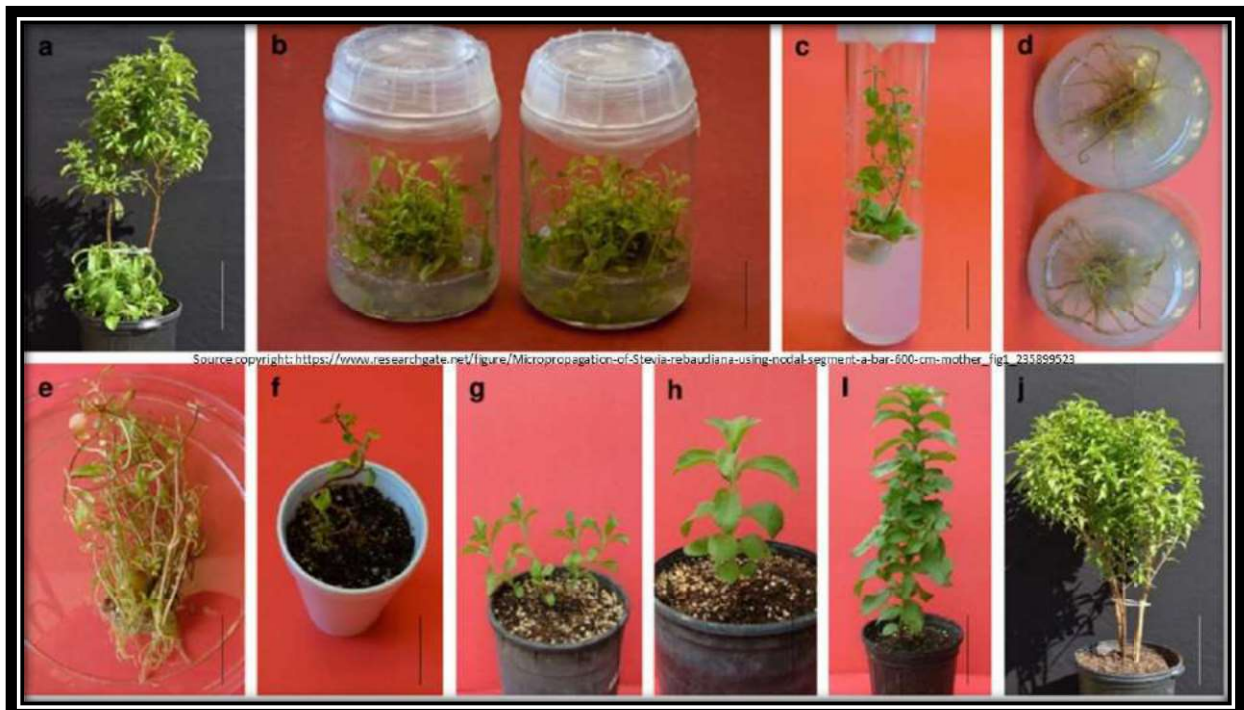 a b c d
Source copyright: https://www.researchgate.net/figure/Micropropagation-of-Stevia-rebaudiana-using-nodal-segment-a-bar-600-cm-mother_fig1_235899523
e f g h I j